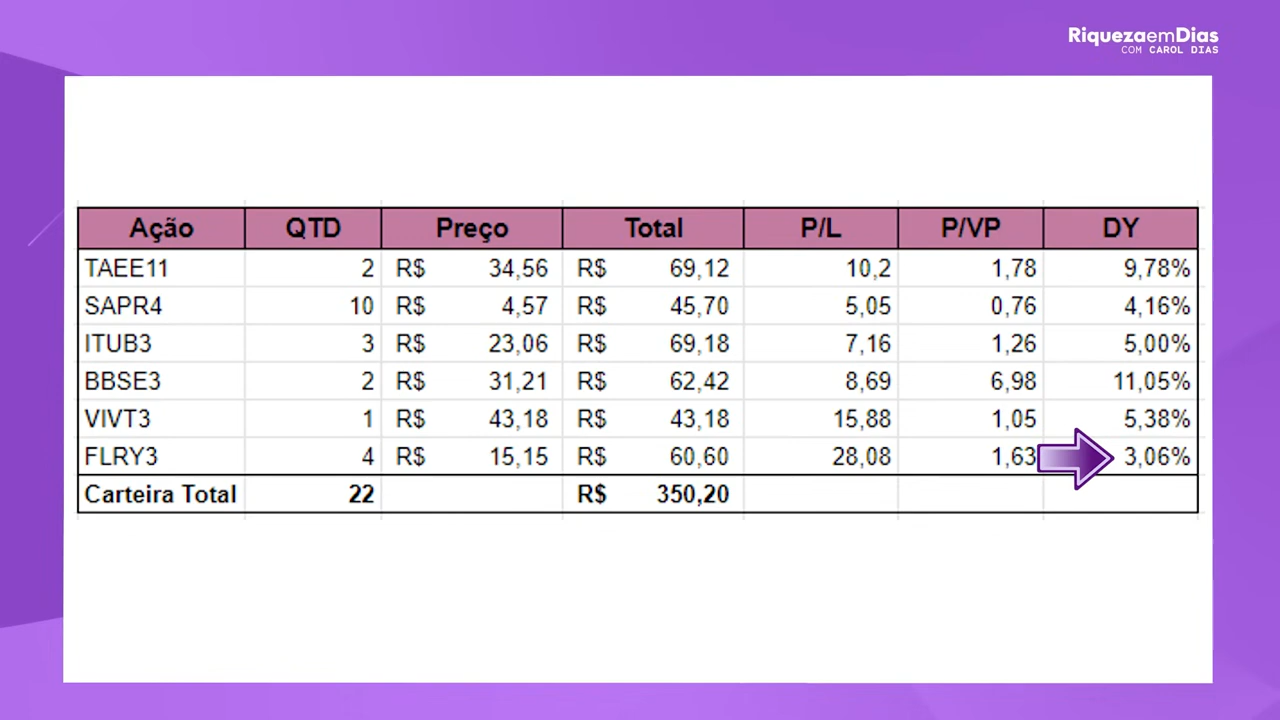 RiquezaemDias
COM CAROL DIAS
Ação QTD Preço Total P/L P/VP DY
TAEE11 2 R$ 34,56 R$ 69,12 10,2 1,78 9,78%
SAPR4 10 R$ 4,57 R$ 45,70 5,05 0,76 4,16%
ITUB3 3 R$ 23,06 R$ 69,18 7,16 1,26 5,00%
BBSE3 2 R$ 31,21 R$ 62,42 8,69 6,98 11,05%
VIVT3 1 R$ 43,18 R$ 43,18 15,88 1,05 5,38%
FLRY3 4 R$ 15,15 R$ 60,60 28,08 1,63 3,06%
Carteira Total 22 R$ 350,20